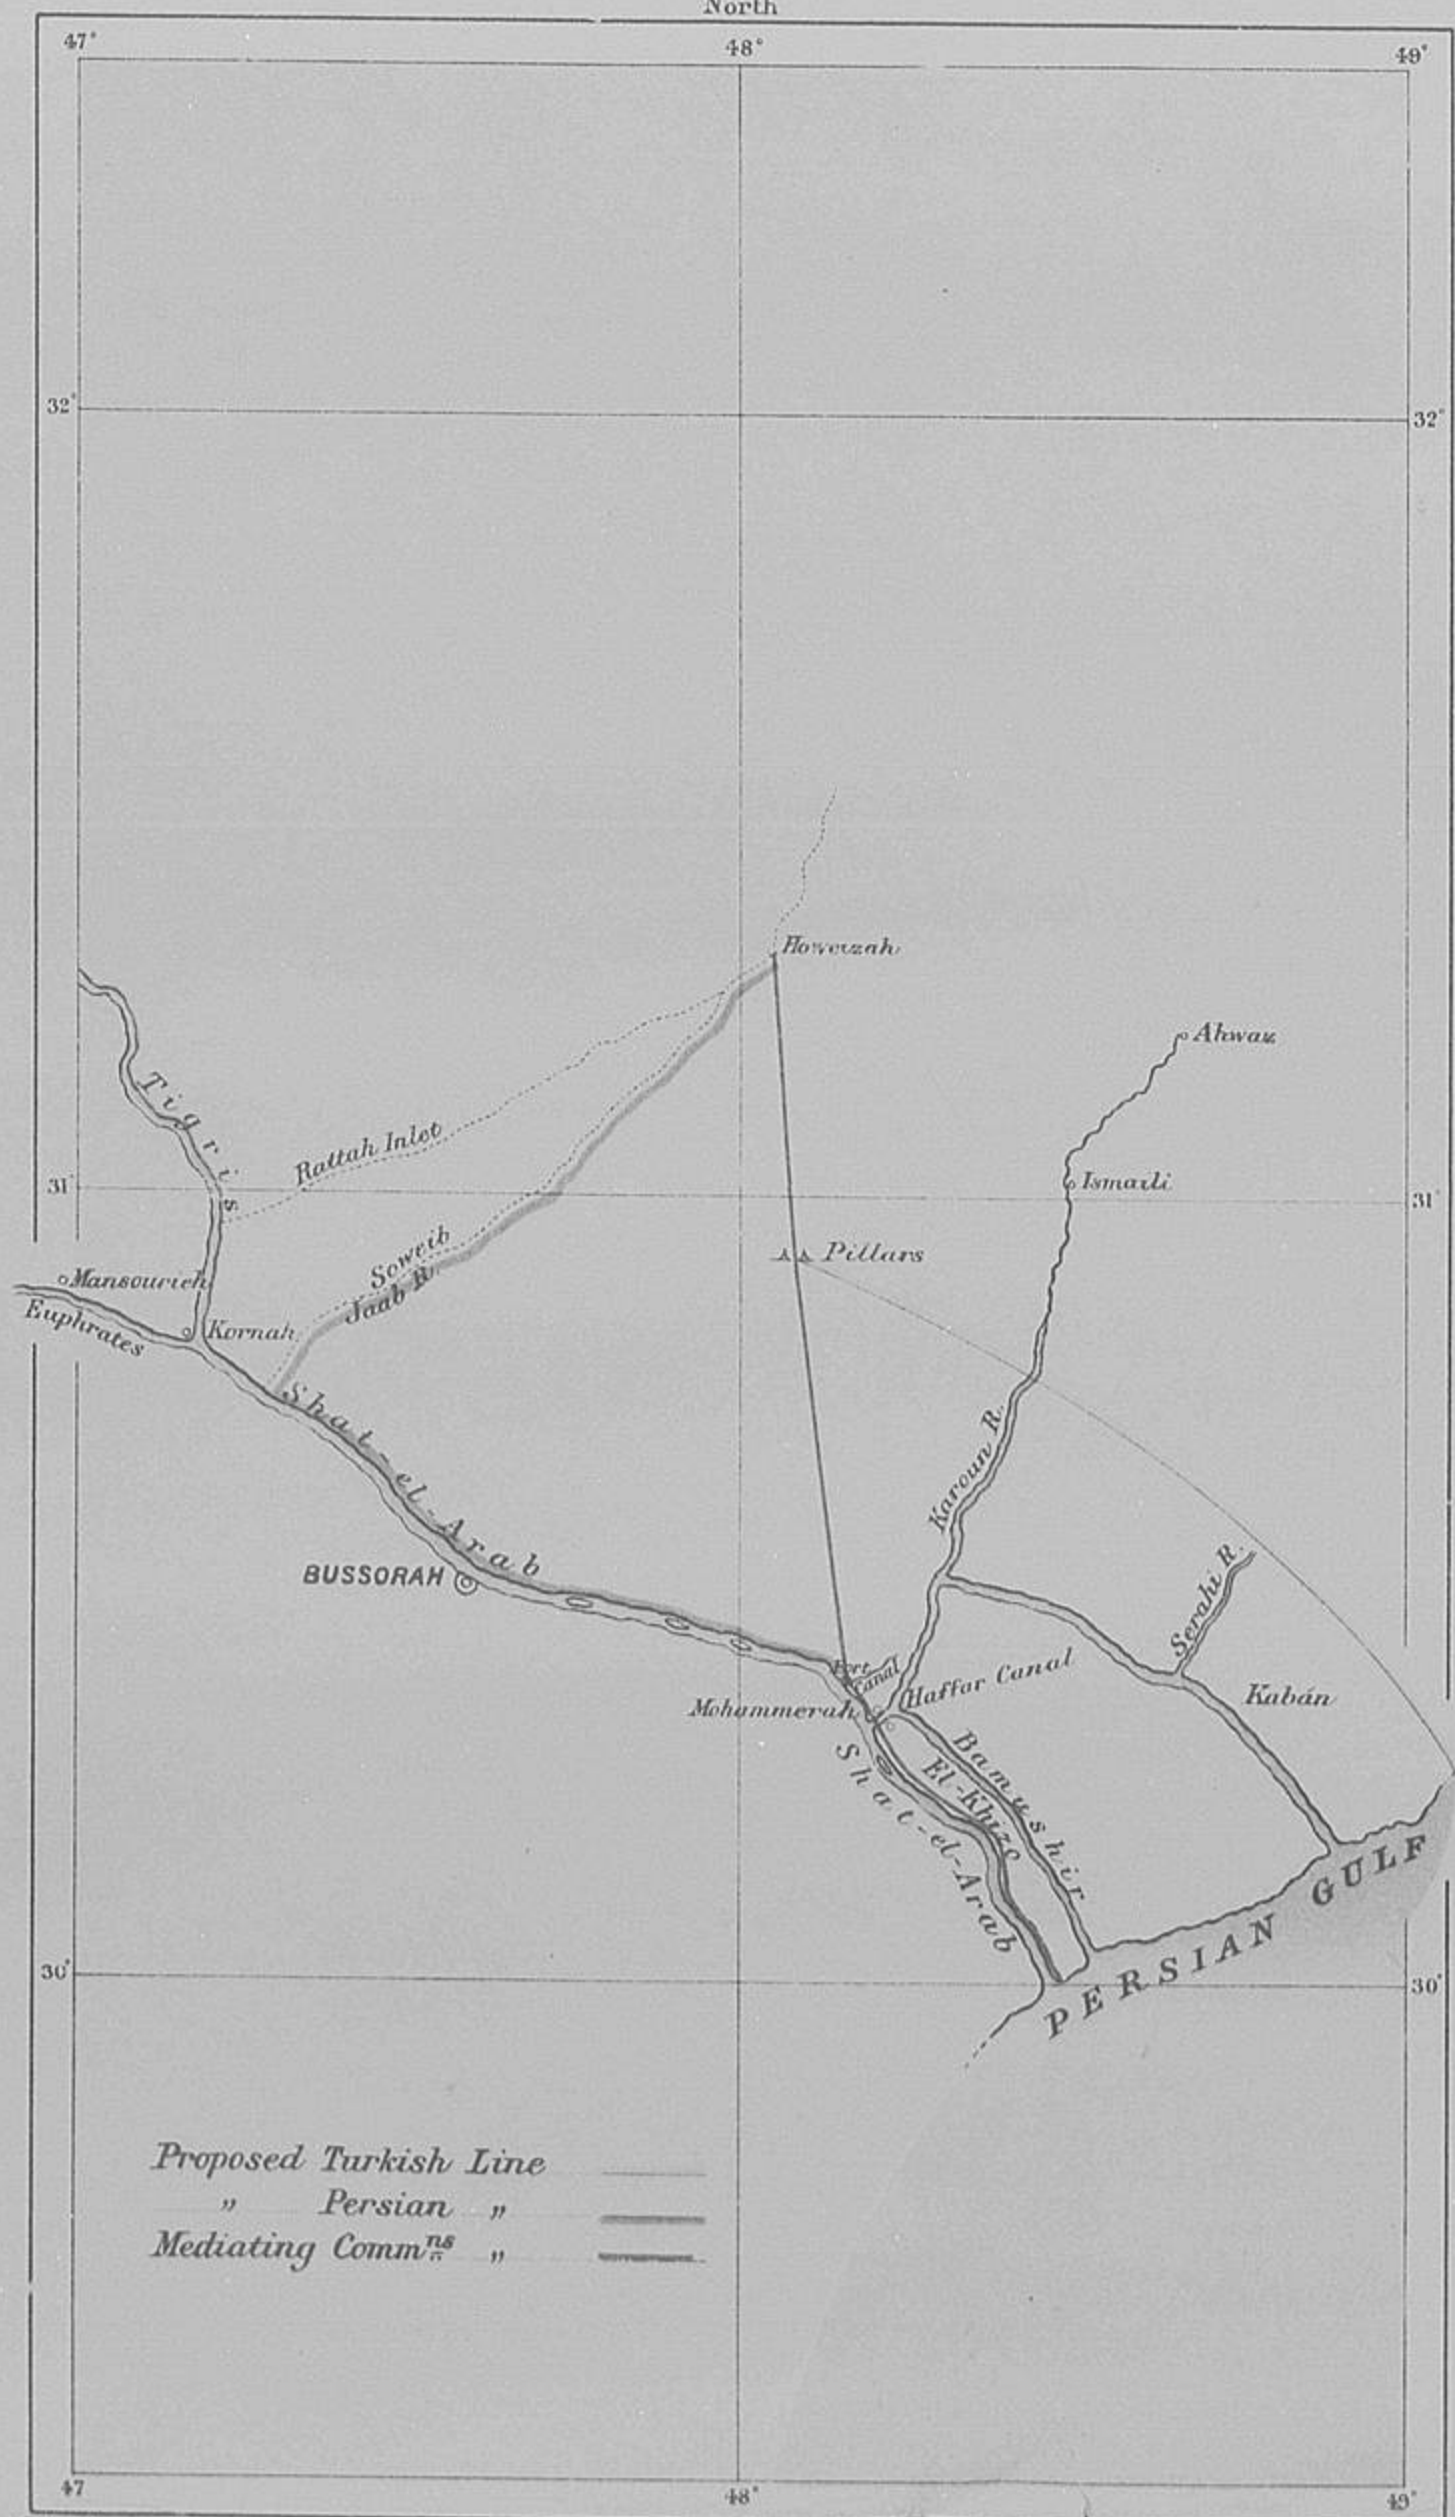 North
47°
48°
49°
32°
32°
Howeizah
Ahwaz
Tigris
Rattah Inlet
31°
Ismaili
31°
Soweib
Jaab R.
Pillars
Mansourieh
Euphrates
Kornah
Shat-el-Arab
Karoun R.
BUSSORAH
Serahi R.
Fort
Canal
Haffar Canal
Mohammerah
Kabán
Bamushir
El-Khizr
Shat-el-Arab
PERSIAN GULF
30°
30°
Proposed Turkish Line
" Persian "
Mediating Comm.ns "
47
48°
49°